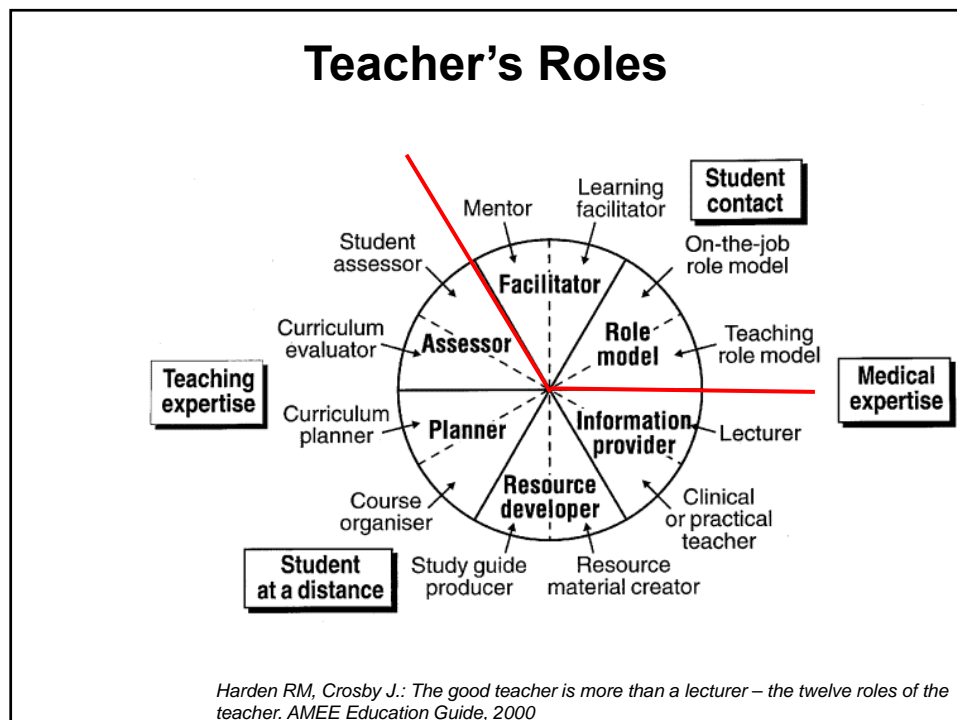 Teacher’s Roles
Student
contact
Learning
facilitator
Mentor
On-the-job
role model
Student
assessor
Facilitator
Role
model
Teaching
role model
Curriculum
evaluator
Assessor
Teaching
expertise
Medical
expertise
Curriculum
planner
Planner
Information
provider
Lecturer
Resource
developer
Course
organiser
Clinical
or practical
teacher
Student
at a distance
Study guide
producer
Resource
material creator
Harden RM, Crosby J.: The good teacher is more than a lecturer – the twelve roles of the
teacher. AMEE Education Guide, 2000